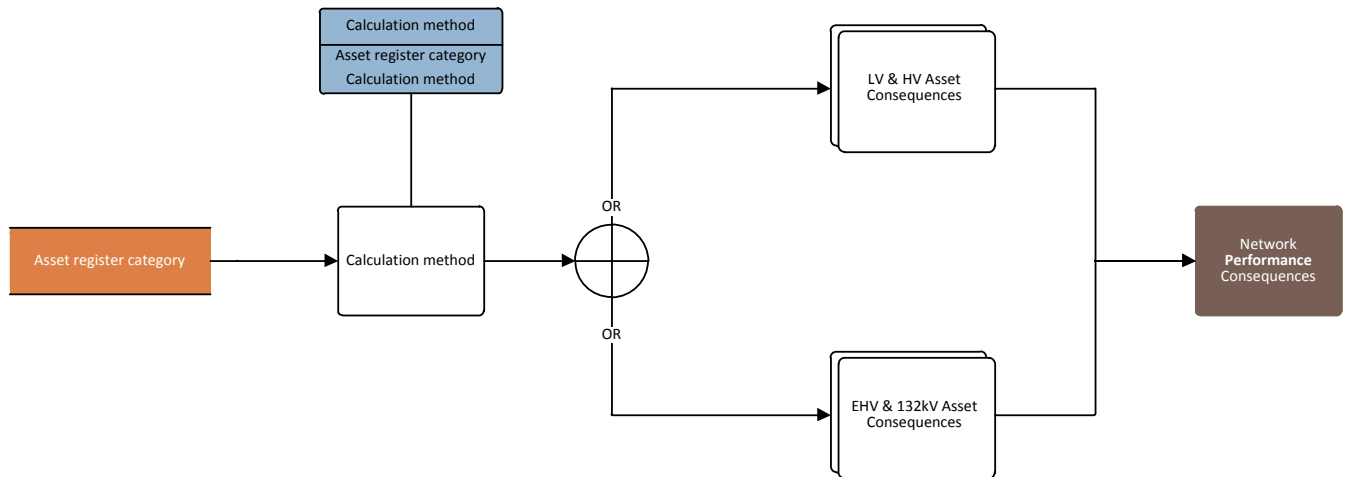 Calculation method
Asset register category
Calculation method
LV & HV Asset
Consequences
OR
Asset register category
Calculation method
Network
Performance
Consequences
OR
EHV & 132kV Asset
Consequences